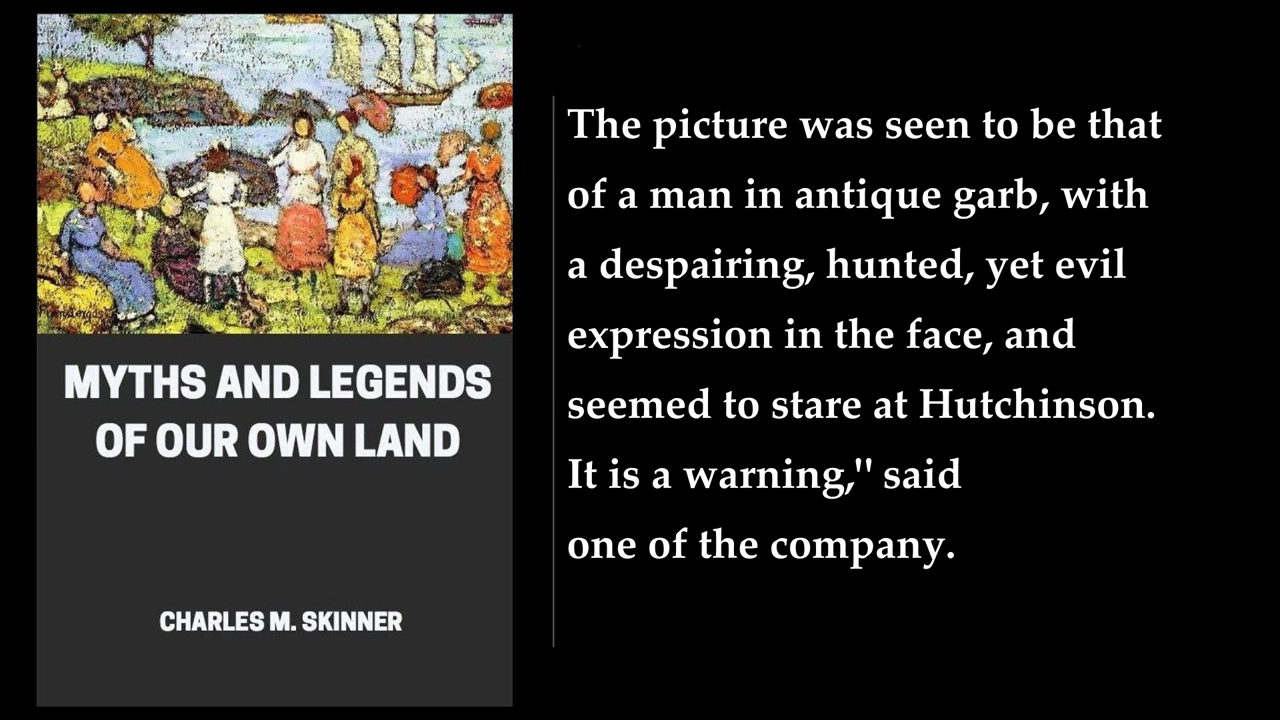 MYTHS AND LEGENDS
OF OUR OWN LAND
CHARLES M. SKINNER
The picture was seen to be that
of a man in antique garb, with
a despairing, hunted, yet evil
expression in the face, and
seemed to stare at Hutchinson.
It is a warning," said
one of the company.